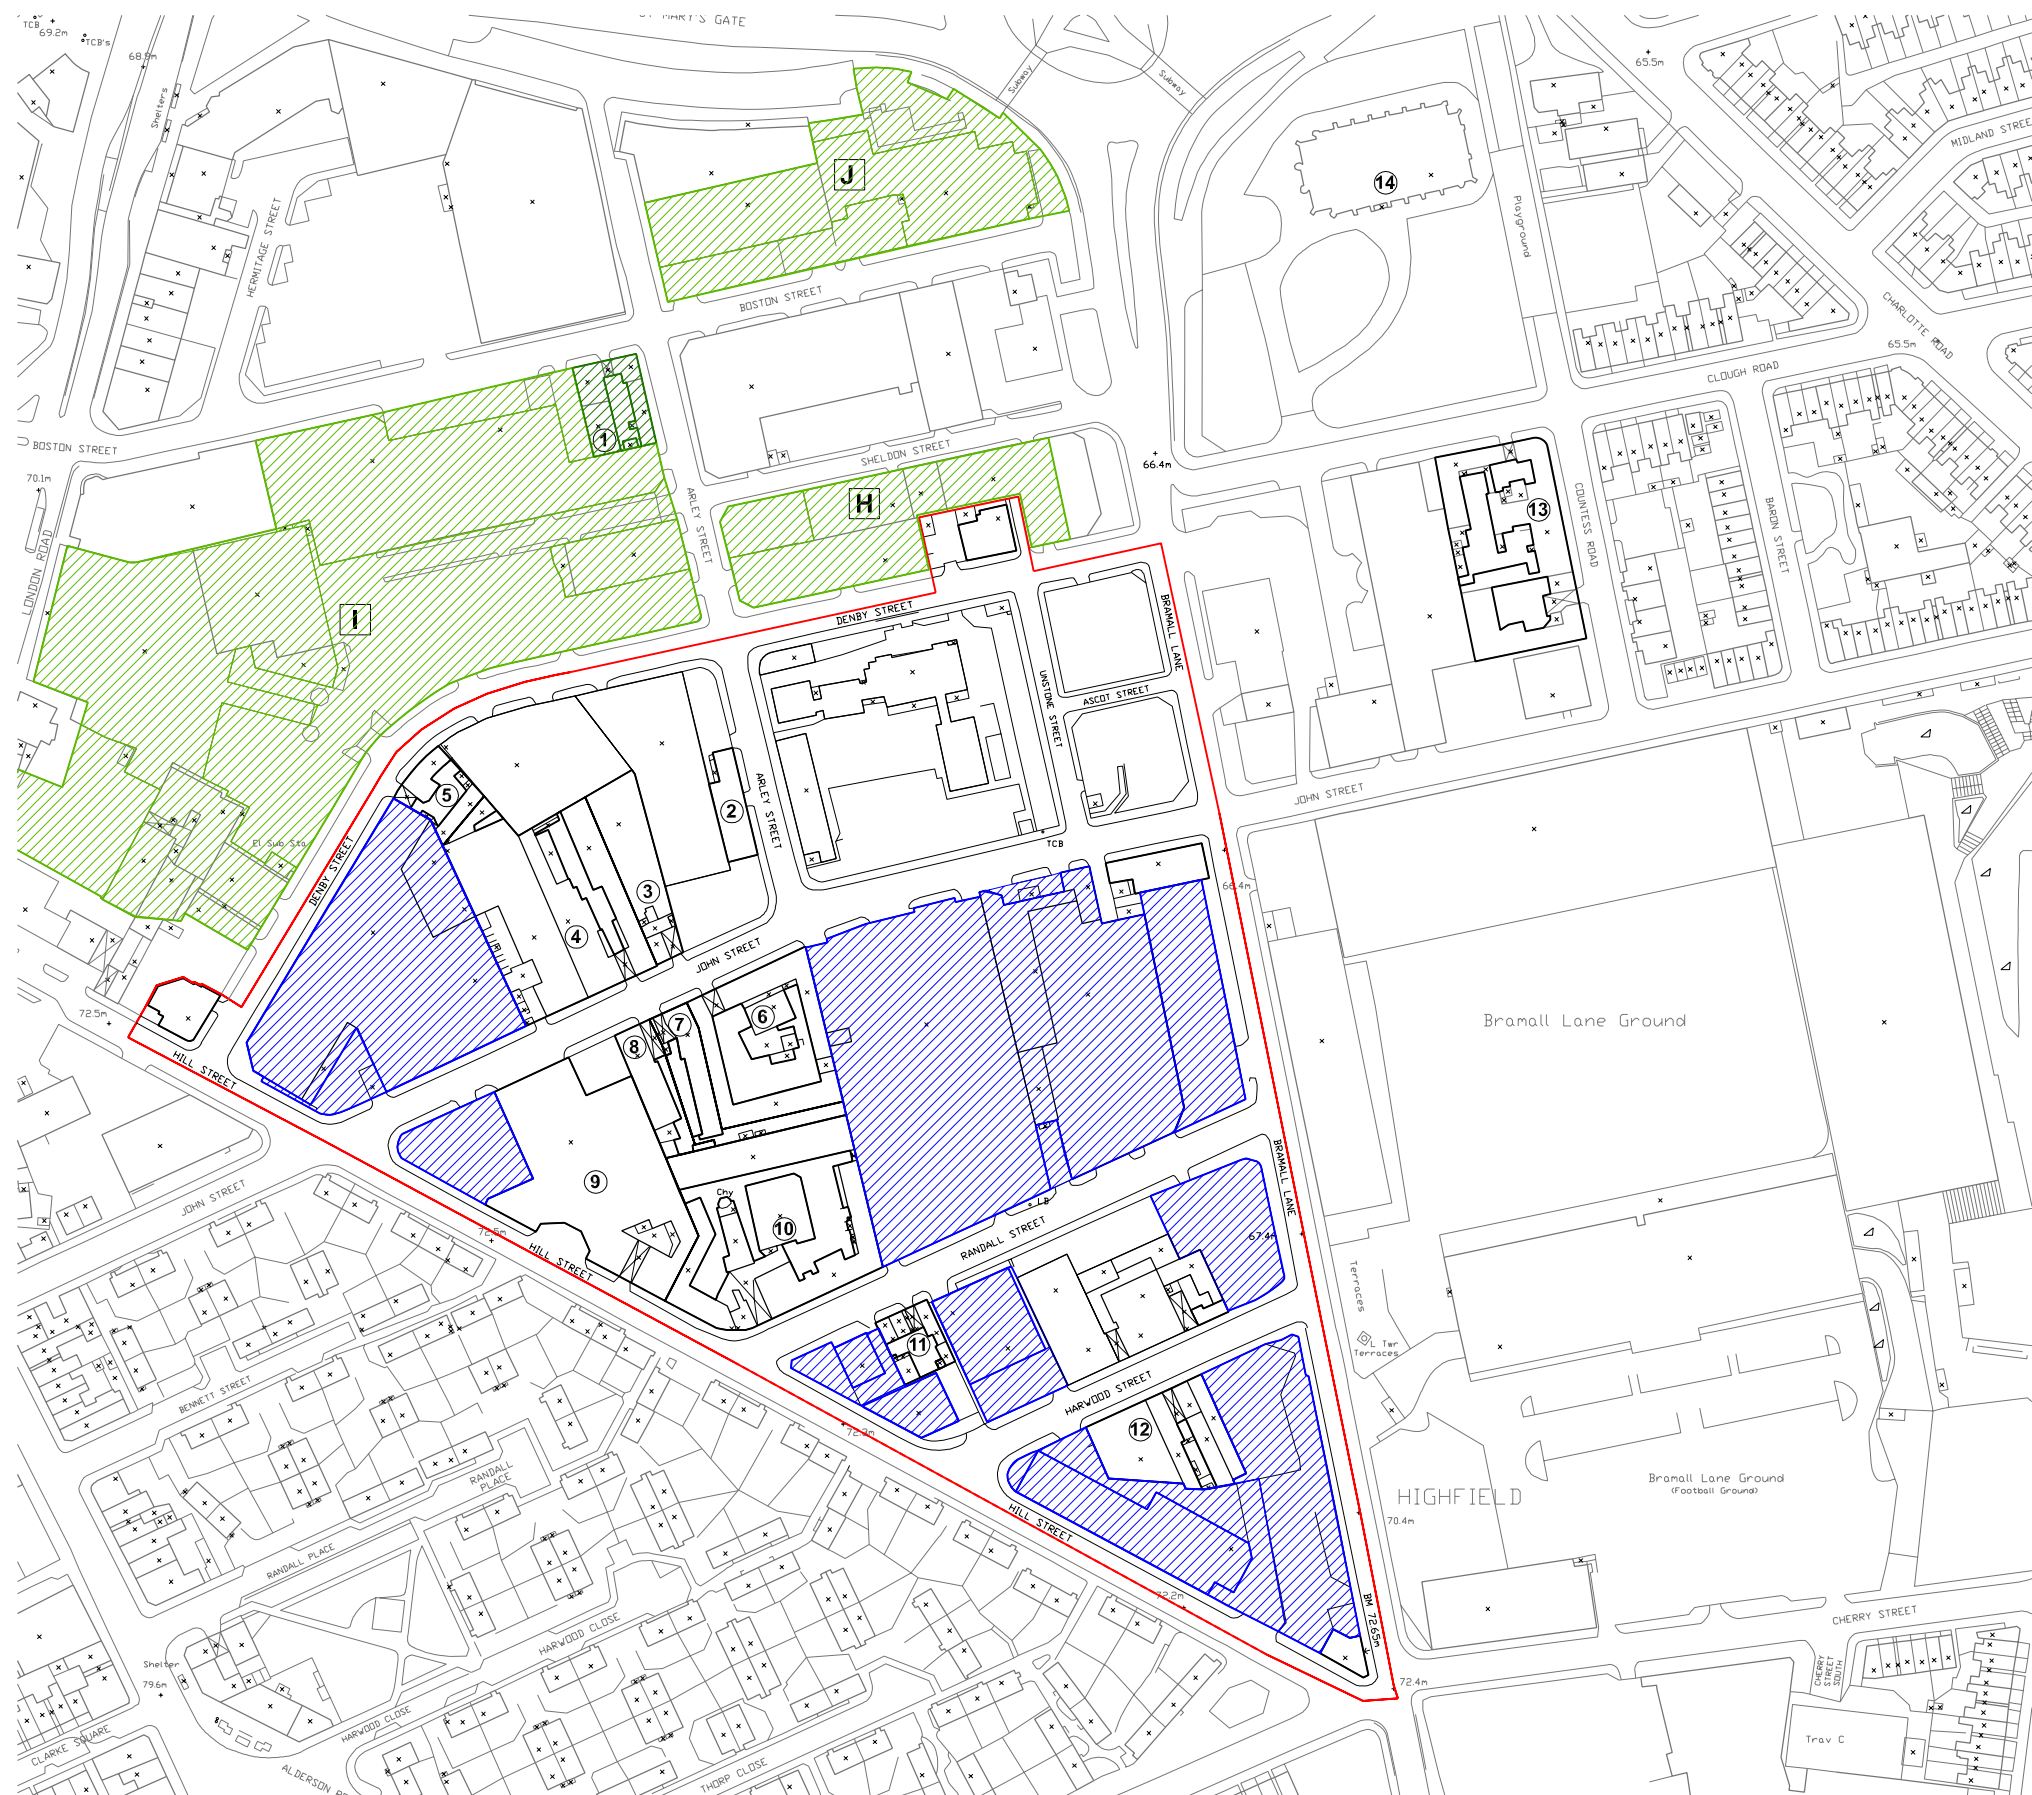 TCB
69.2m
TCB's
68.9m
Shelters
ST MARY'S GATE
Subway
Subway
65.5m
MIDLAND STREET
J
14
Playground
HERMITAGE STREET
BOSTON STREET
CHARLOTTE ROAD
65.5m
CLOUGH ROAD
1
BOSTON STREET
SHELDON STREET
66.4m
70.1m
LONDON ROAD
ARLEY STREET
H
13
COUNTESS ROAD
BARON STREET
I
DENBY STREET
BRAMALL LANE
UNSTONE STREET
ASCOT STREET
JOHN STREET
5
2
ARLEY STREET
El Sub Sta
DENBY STREET
TCB
66.4m
3
4
JOHN STREET
72.5m
6
7
8
Bramall Lane Ground
HILL STREET
9
Chy
10
BRAMALL LANE
LB
RANDALL STREET
67.4m
JOHN STREET
72.5m
HILL STREET
Terraces
11
L Twr
Terraces
BENNETT STREET
HARWOOD STREET
12
72.3m
RANDALL
PLACE
HILL STREET
HIGHFIELD
Bramall Lane Ground
(Football Ground)
70.4m
RANDALL PLACE
72.2m
BM 72.65m
HARWOOD CLOSE
CHERRY STREET
Shelter
79.6m
72.4m
CHERRY
STREET
SOUTH
HARWOOD CLOSE
CLARKE SQUARE
Trav C
THORP CLOSE
ALDERSON